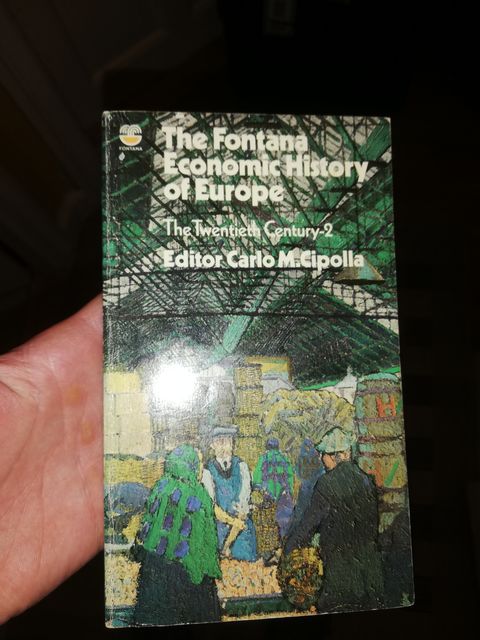 FONTANA
The Fontana
Economic History
of Europe
The Twentieth Century-2
Editor Carlo M.Cipolla
H